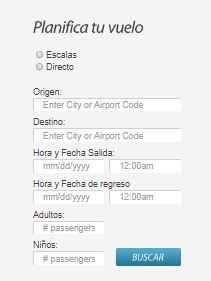 Planifica tu vuelo
Escalas
Directo
Origen:
Enter City or Airport Code
Destino:
Enter City or Airport Code
Hora y Fecha Salida:
mm/dd/yyyy 12:00am
Hora y Fecha de regreso
mm/dd/yyyy 12:00am
Adultos:
# passengers
Niños:
# passengers BUSCAR